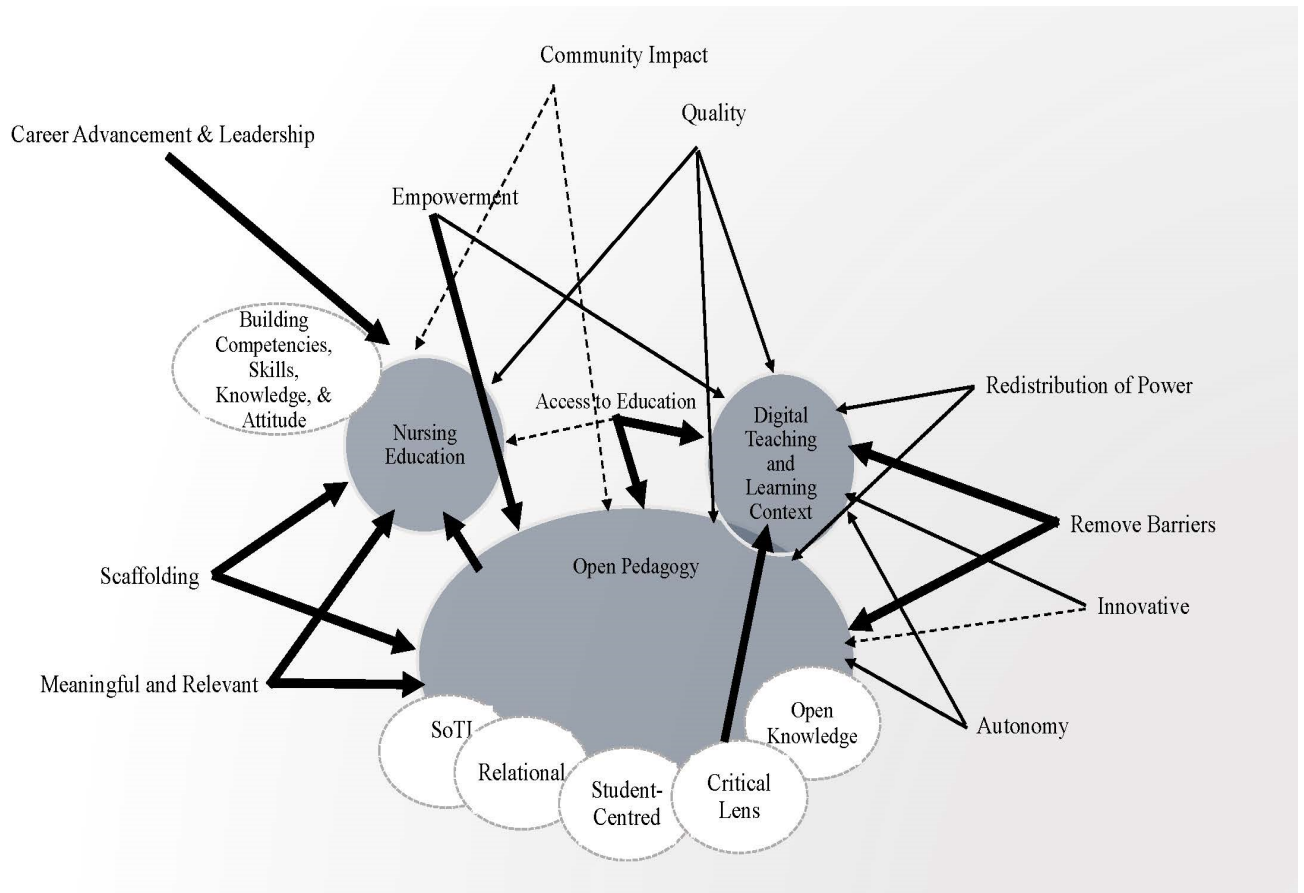 Community Impact
Quality
Career Advancement & Leadership
Empowerment
Building
Competencies,
Skills,
Knowledge, &
Attitude
Access to Education
Redistribution of Power
Nursing
Education
Digital
Teaching
and
Learning
Context
Remove Barriers
Open Pedagogy
Scaffolding
Innovative
Meaningful and Relevant
Autonomy
SoTL
Relational
Student-
Centred
Critical
Lens
Open
Knowledge